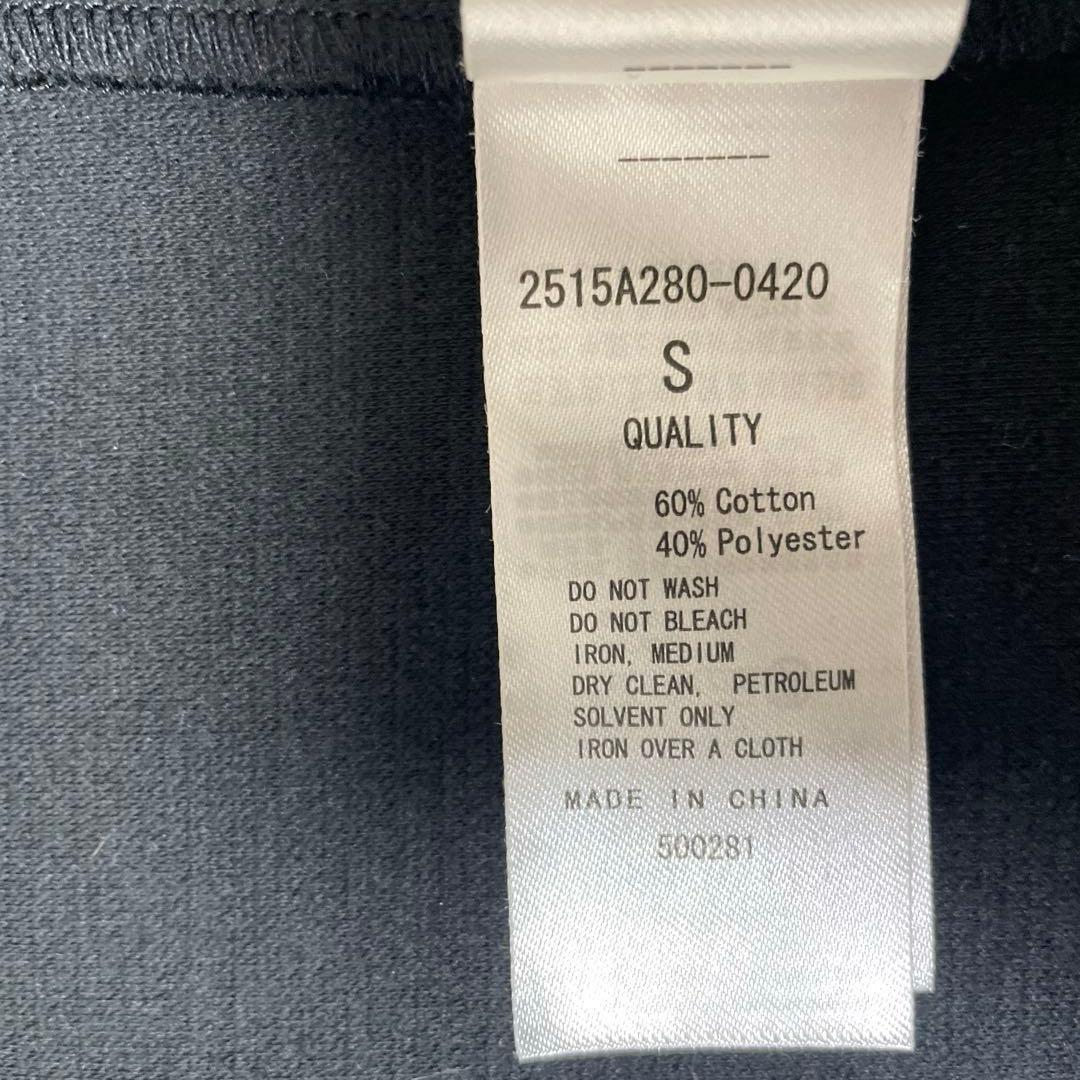 2515A280-0420
S
QUALITY
60% Cotton
40% Polyester
DO NOT WASH
DO NOT BLEACH
IRON, MEDIUM
DRY CLEAN, PETROLEUM
SOLVENT ONLY
IRON OVER A CLOTH
MADE IN CHINA
500281